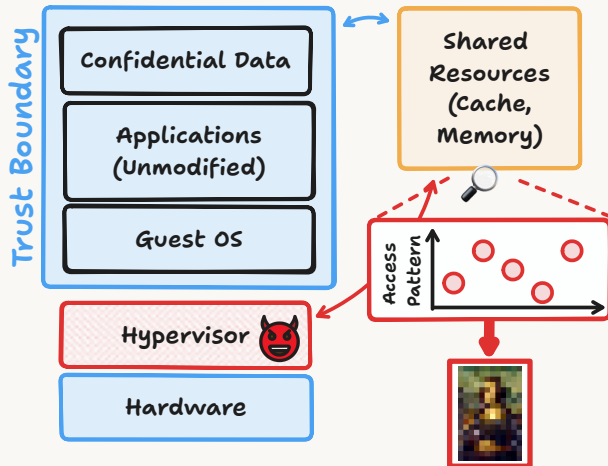 Trust Boundary
Confidential Data
Applications
(Unmodified)
Guest OS
Hypervisor
Hardware
Shared
Resources
(Cache,
Memory)
Access
Pattern